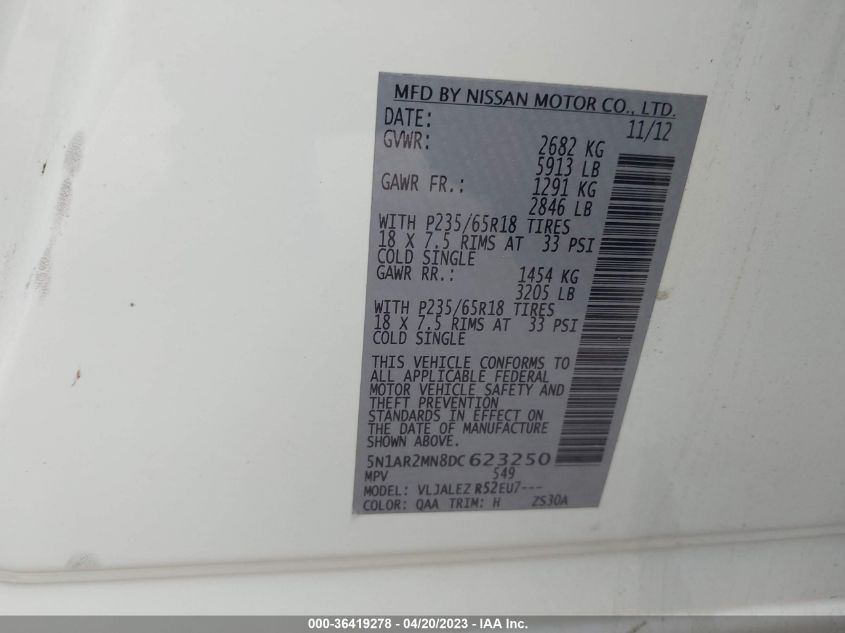 MFD BY NISSAN MOTOR CO., LTD.
DATE: 11/12
GVWR: 2682 KG
5913 LB
GAWR FR.: 1291 KG
2846 LB
WITH P235/65R18 TIRES
18 X 7.5 RIMS AT 33 PSI
COLD SINGLE
GAWR RR.: 1454 KG
3205 LB
WITH P235/65R18 TIRES
18 X 7.5 RIMS AT 33 PSI
COLD SINGLE
THIS VEHICLE CONFORMS TO
ALL APPLICABLE FEDERAL
MOTOR VEHICLE SAFETY AND
THEFT PREVENTION
STANDARDS IN EFFECT ON
THE DATE OF MANUFACTURE
SHOWN ABOVE.
5N1AR2MN8DC 623250
MPV 549
MODEL: VLJALEZ R52EU7---
COLOR: QAA TRIM: H ZS30A
000-36419278 - 04/20/2023 - IAA Inc.